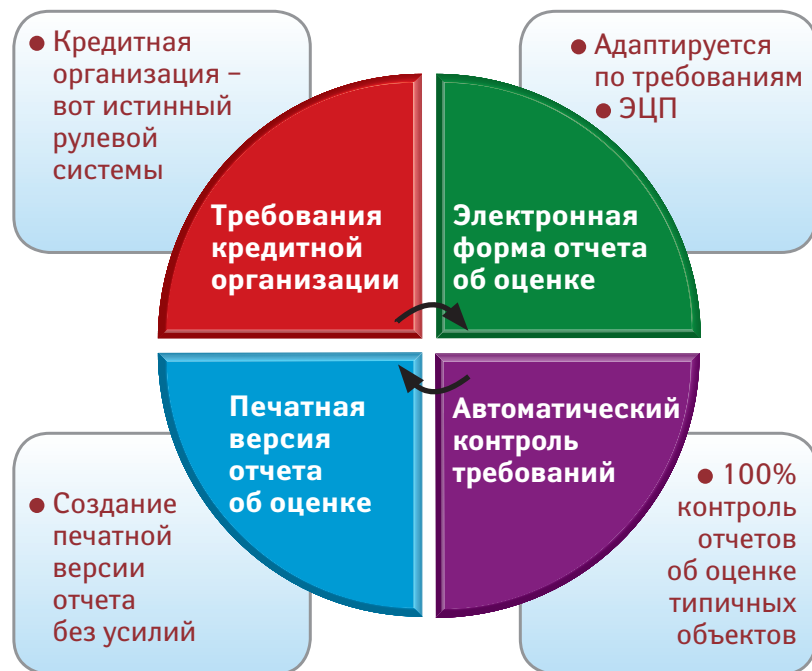 ● Кредитная
организация –
вот истинный
рулевой
системы
● Адаптируется
по требованиям
● ЭЦП
Требования
кредитной
организации
Электронная
форма отчета
об оценке
Печатная
версия
отчета
об оценке
Автоматический
контроль
требований
● Создание
печатной
версии
отчета
без усилий
● 100%
контроль
отчетов
об оценке
типичных
объектов